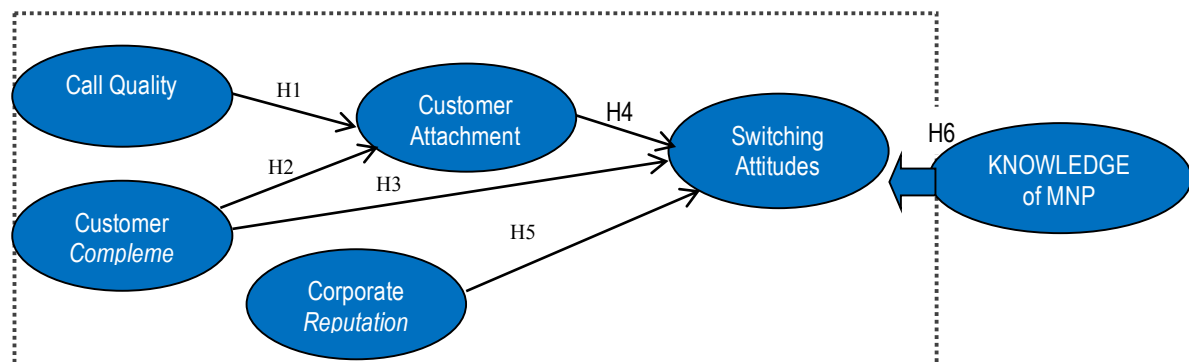 Call Quality
H1
Customer
Attachment
H4
Switching
Attitudes
H6
KNOWLEDGE
of MNP
H2
H3
Customer
Compleme
H5
Corporate
Reputation